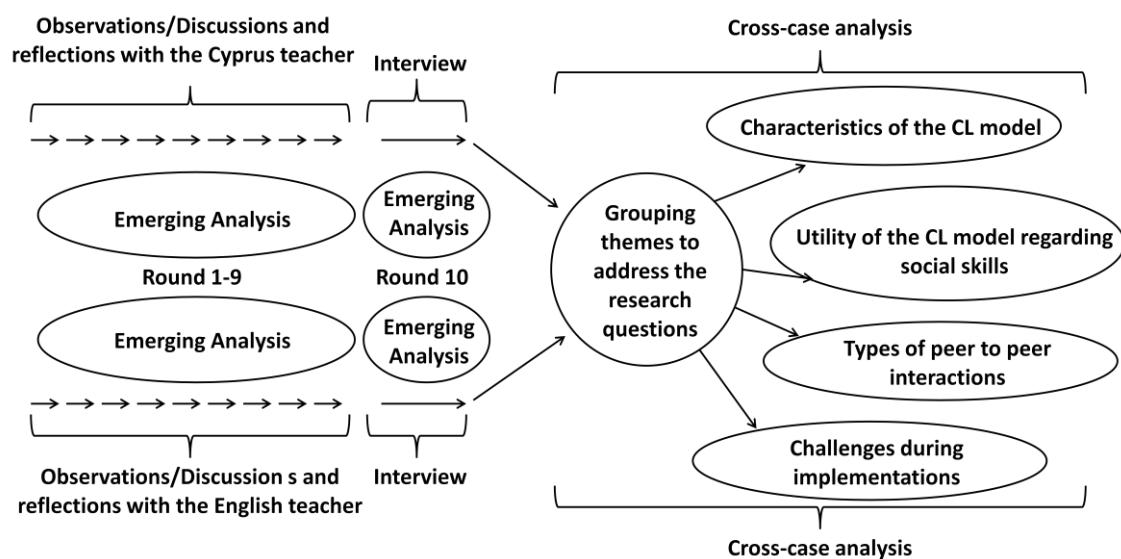 Observations/Discussions and
reflections with the Cyprus teacher
Interview
Cross-case analysis
Characteristics of the CL model
Emerging Analysis
Emerging
Analysis
Grouping
themes to
address the
research
questions
Utility of the CL model regarding
social skills
Round 1-9
Round 10
Emerging Analysis
Emerging
Analysis
Types of peer to peer
interactions
Challenges during
implementations
Observations/Discussion s and
reflections with the English teacher
Interview
Cross-case analysis